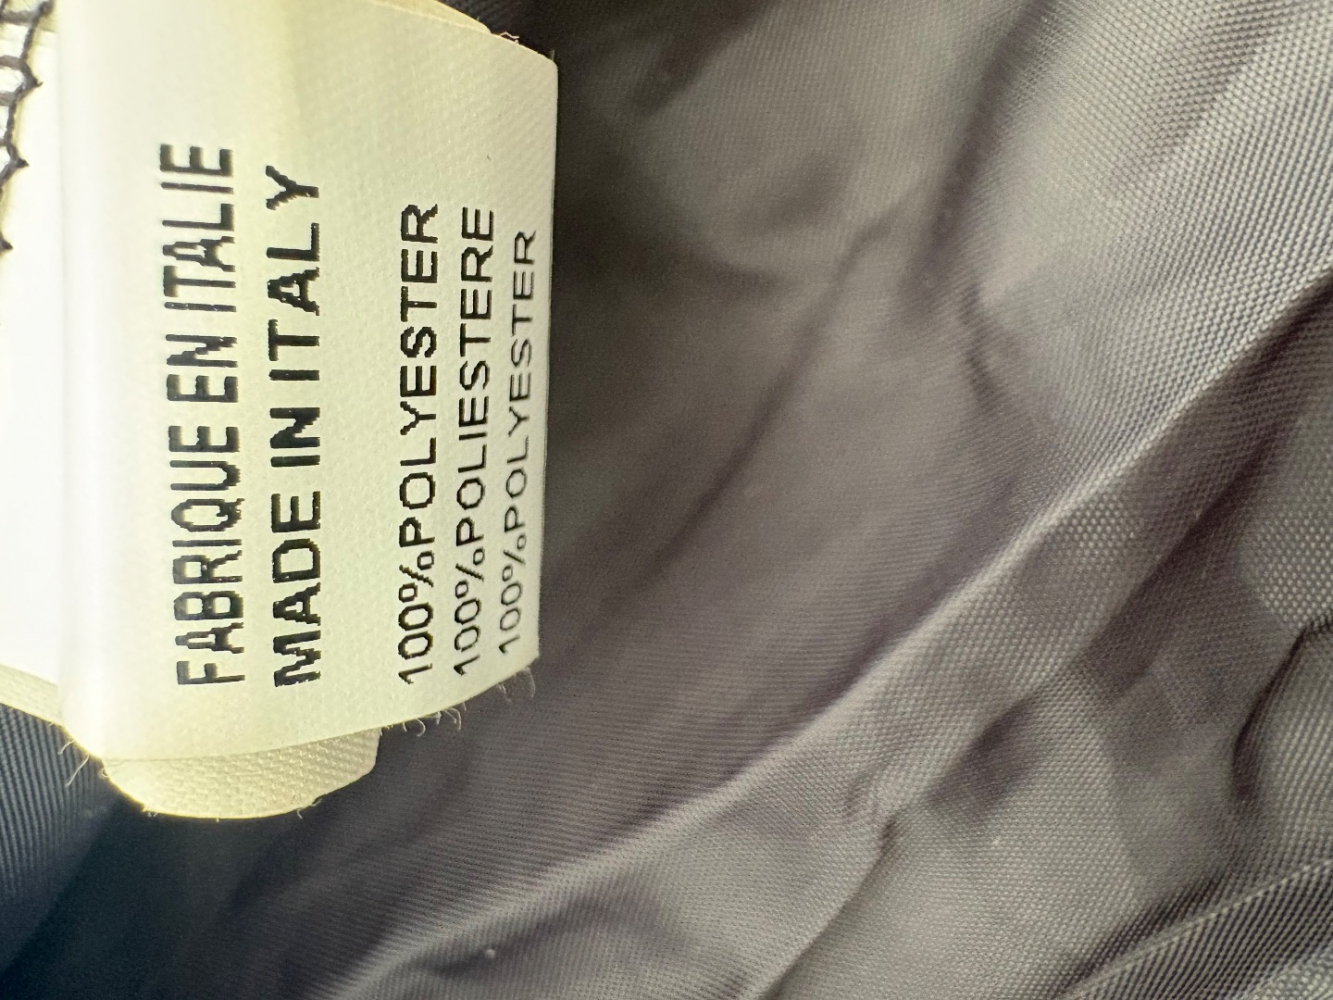 FABRIQUE EN ITALIE
MADE IN ITALY
100%POLYESTER
100%POLIESTERE
100%POLYESTER